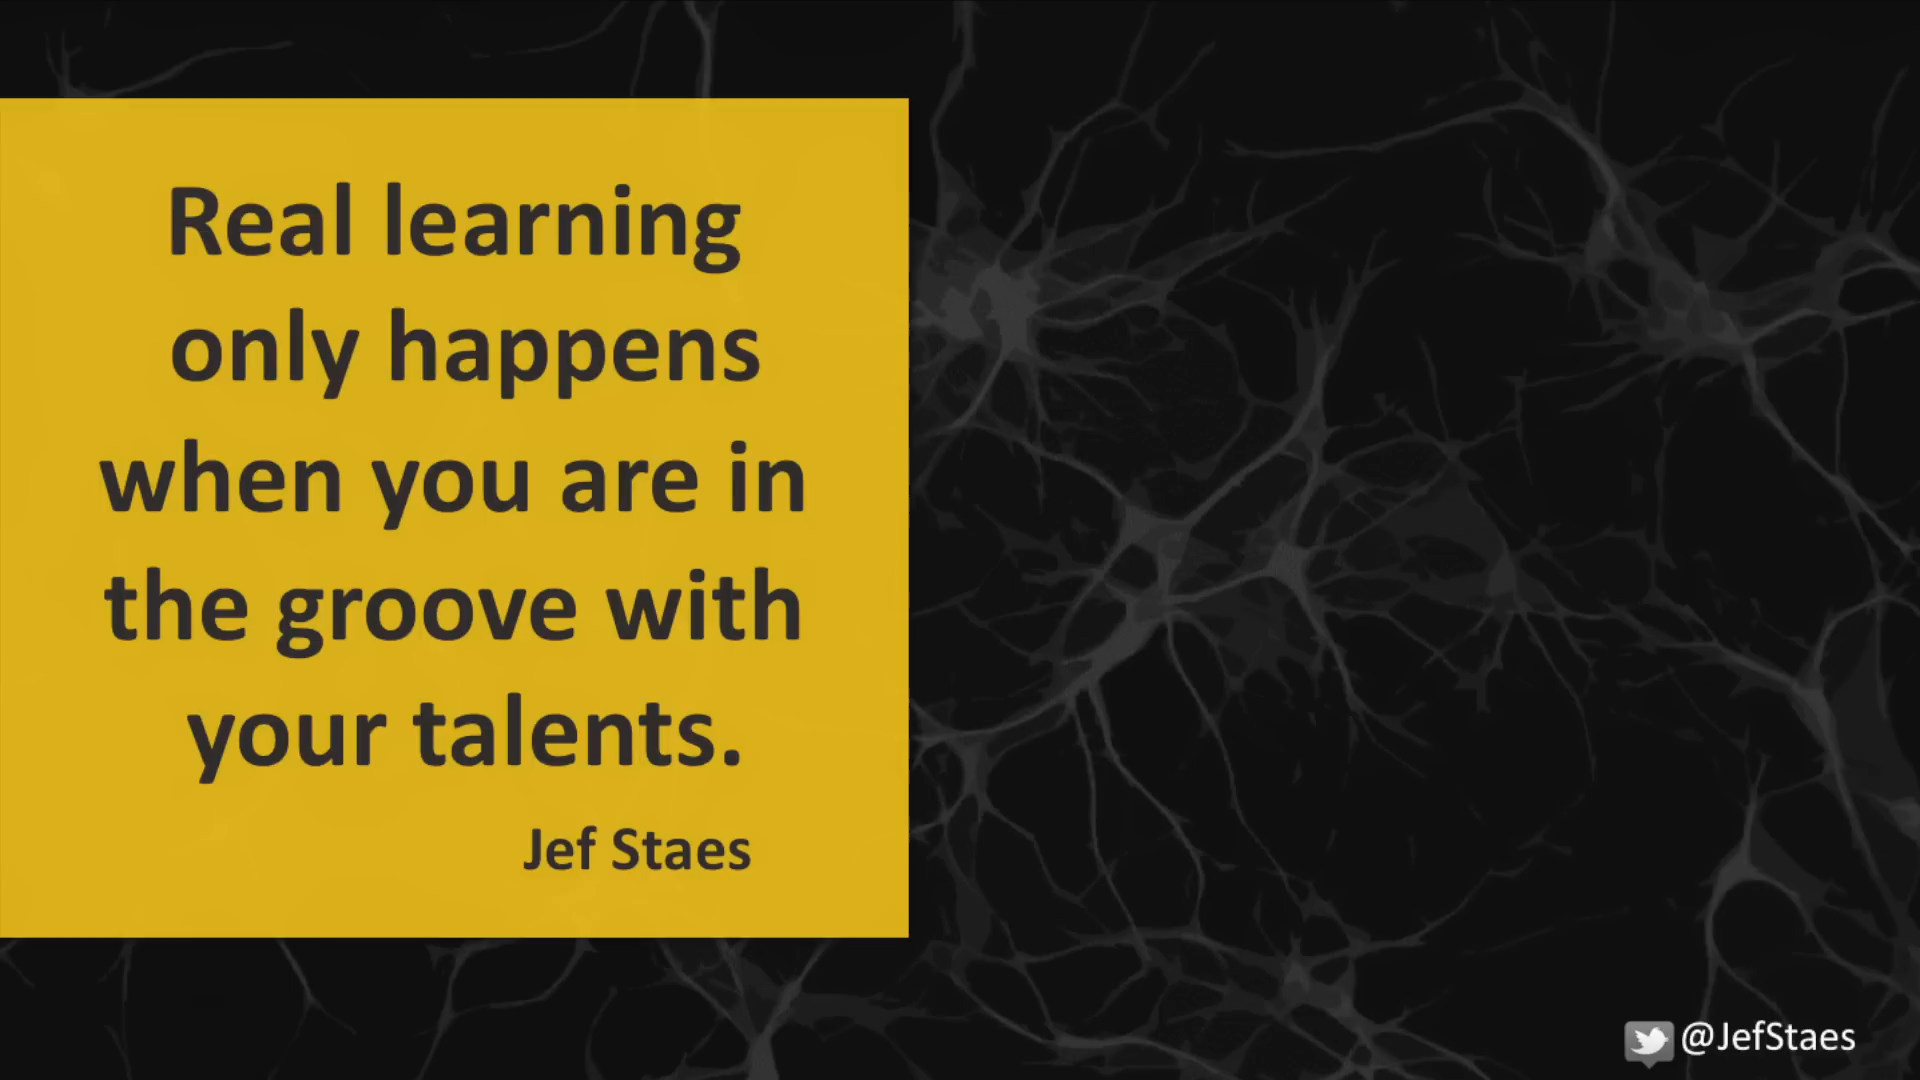 Real learning
only happens
when you are in
the groove with
your talents.
Jef Staes
@JefStaes